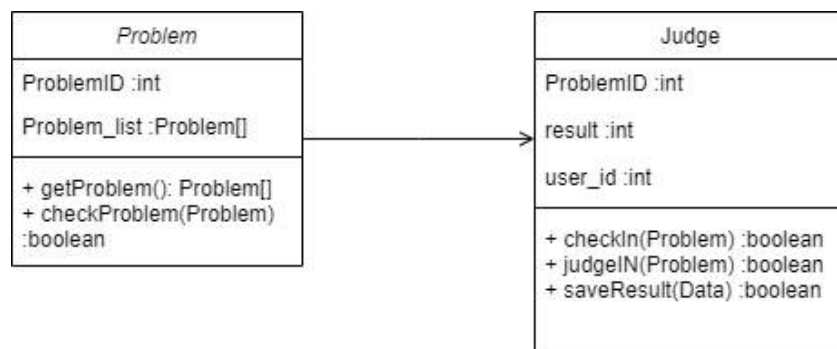 Problem
ProblemID :int
Problem_list :Problem[]
+ getProblem(): Problem[]
+ checkProblem(Problem)
:boolean
Judge
ProblemID :int
result :int
user_id :int
+ checkIn(Problem) :boolean
+ judgeIN(Problem) :boolean
+ saveResult(Data) :boolean